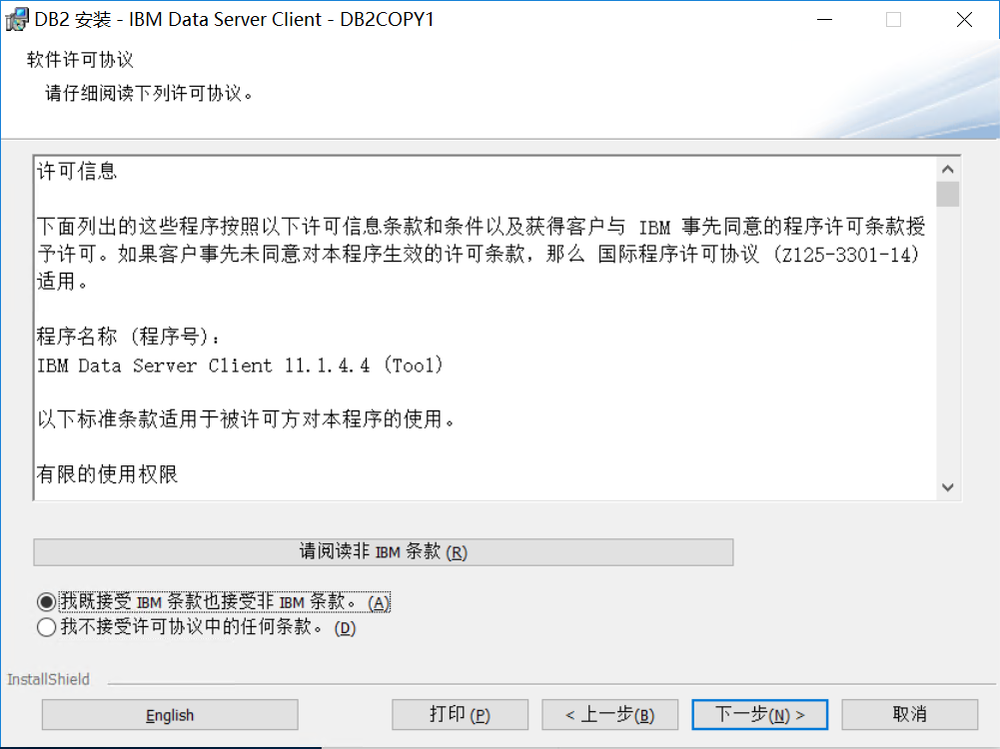 DB2 安装 - IBM Data Server Client - DB2COPY1
软件许可协议
请仔细阅读下列许可协议。
许可信息
下面列出的这些程序按照以下许可信息条款和条件以及获得客户与 IBM 事先同意的程序许可条款授
予许可。如果客户事先未同意对本程序生效的许可条款，那么 国际程序许可协议 (Z125-3301-14)
适用。
程序名称 (程序号):
IBM Data Server Client 11.1.4.4 (Tool)
以下标准条款适用于被许可方对本程序的使用。
有限的使用权限
请阅读非 IBM 条款 (R)
我既接受 IBM 条款也接受非 IBM 条款。 (A)
我不接受许可协议中的任何条款。 (D)
InstallShield
English
打印 (P)
< 上一步(B)
下一步(N) >
取消